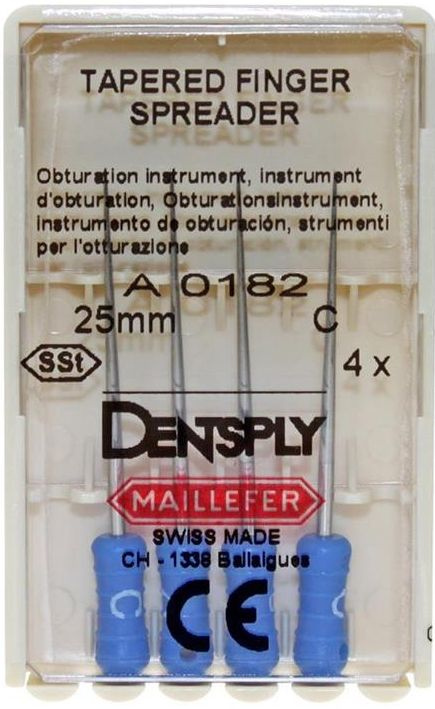 TAPERED FINGER
SPREADER
Obturation instrument, instrument
d'obturation, Obturationsinstrument,
instrumento de obturación, strumenti
per l'otturazione
A 0182
25mm C
SSt 4 x
DENTSPLY
MAILLEFER
SWISS MADE
CH - 1338 Ballaigues
CE
C C